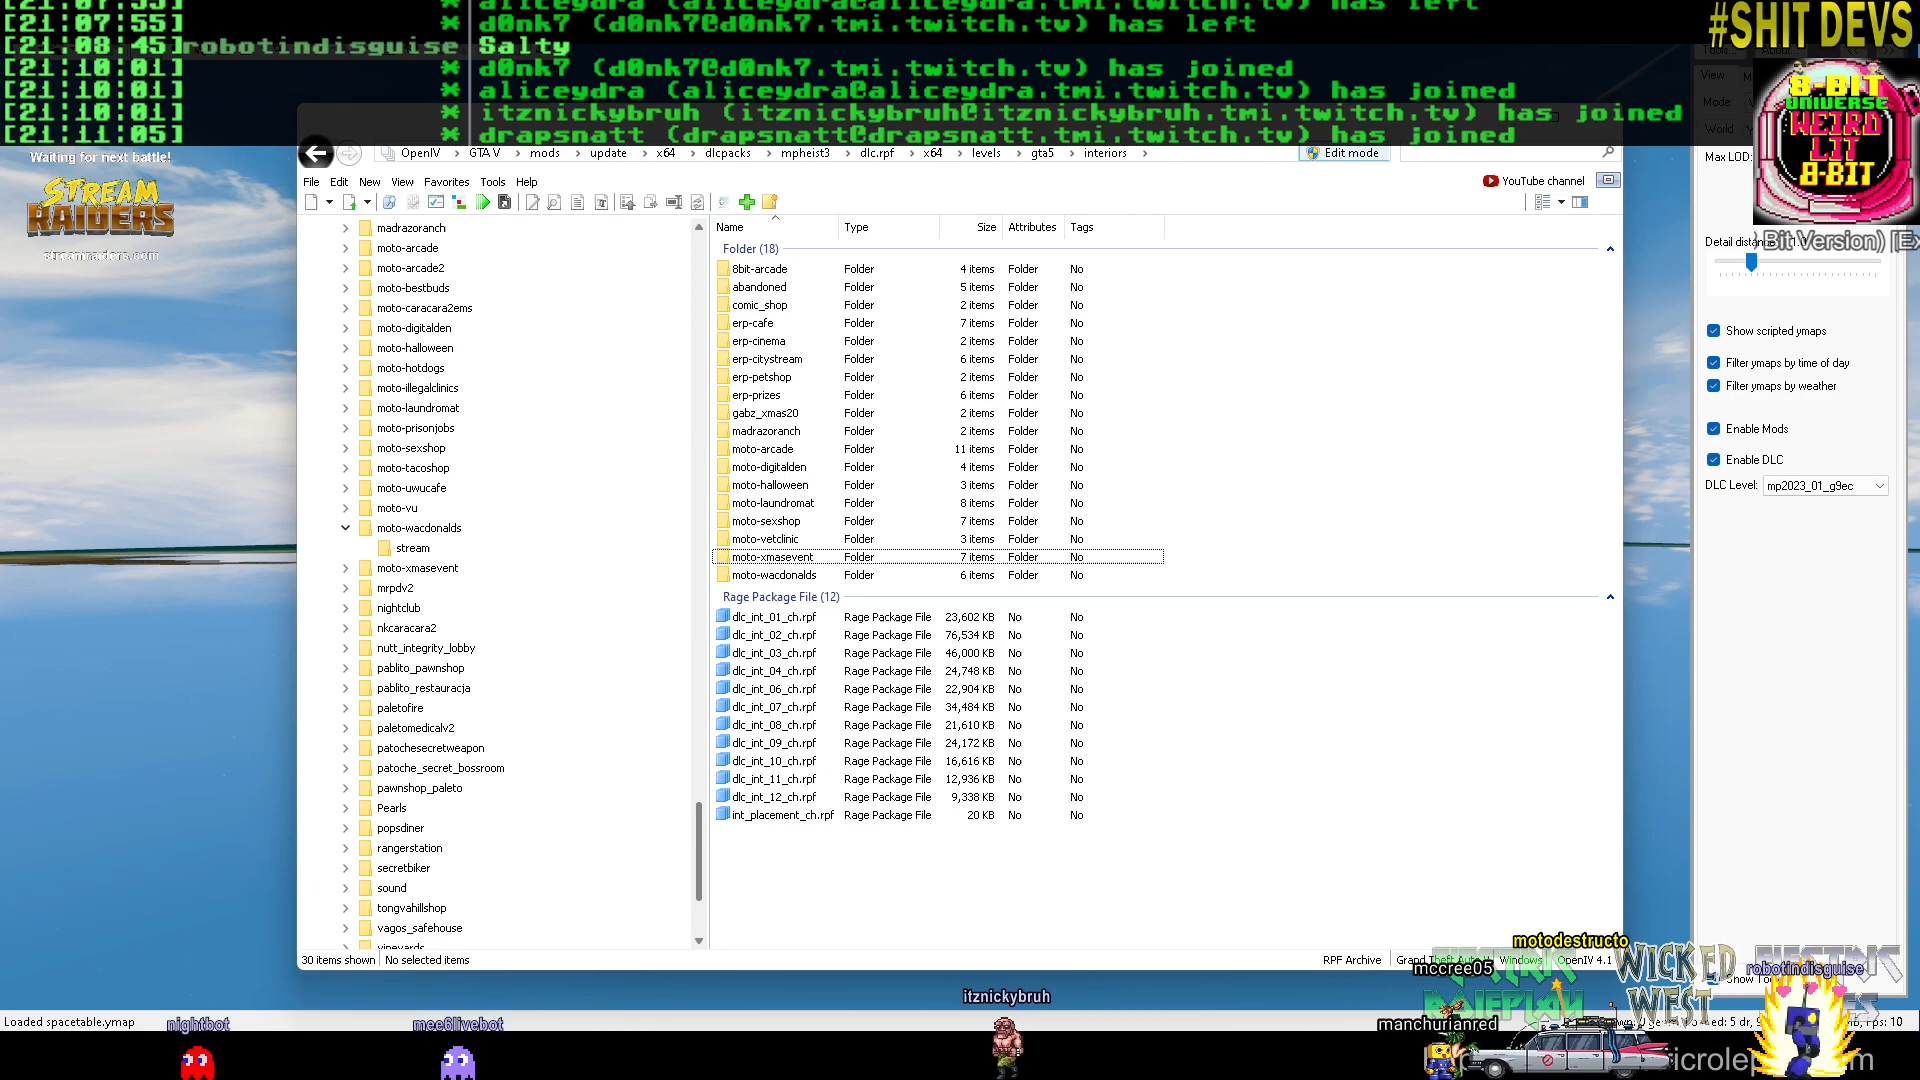 [21:07:55] * aliceydra (aliceydra@aliceydra.tmi.twitch.tv) has left
[21:07:55] * d0nk7 (d0nk7@d0nk7.tmi.twitch.tv) has left
[21:08:45] robotindisguise Salty
[21:10:01] * d0nk7 (d0nk7@d0nk7.tmi.twitch.tv) has joined
[21:10:01] * aliceydra (aliceydra@aliceydra.tmi.twitch.tv) has joined
[21:10:01] * itznickybruh (itznickybruh@itznickybruh.tmi.twitch.tv) has joined
[21:11:05] * drapsnatt (drapsnatt@drapsnatt.tmi.twitch.tv) has joined
#SHIT DEVS
8-BIT
UNIVERSE
WEIRD
LIT
8-BIT
Waiting for next battle!
STREAM
RAIDERS
streamraiders.com
OpenIV > GTA V > mods > update > x64 > dlcpacks > mpheist3 > dlc.rpf > x64 > levels > gta5 > interiors >
Edit mode
File Edit New View Favorites Tools Help
YouTube channel
madrazoranch
moto-arcade
moto-arcade2
moto-bestbuds
moto-caracara2ems
moto-digitalden
moto-halloween
moto-hotdogs
moto-illegalclinics
moto-laundromat
moto-prisonjobs
moto-sexshop
moto-tacoshop
moto-uwucafe
moto-vu
moto-wacdonalds
stream
moto-xmasevent
mrpdv2
nightclub
nkcaracara2
nutt_integrity_lobby
pablito_pawnshop
pablito_restauracja
paletofire
paletomedicalv2
patochesecretweapon
patoche_secret_bossroom
pawnshop_paleto
Pearls
popsdiner
rangerstation
secretbiker
sound
tongvahillshop
vagos_safehouse
vineyards
Name Type Size Attributes Tags
Folder (18)
8bit-arcade Folder 4 items Folder No
abandoned Folder 5 items Folder No
comic_shop Folder 2 items Folder No
erp-cafe Folder 7 items Folder No
erp-cinema Folder 2 items Folder No
erp-citystream Folder 6 items Folder No
erp-petshop Folder 2 items Folder No
erp-prizes Folder 6 items Folder No
gabz_xmas20 Folder 2 items Folder No
madrazoranch Folder 2 items Folder No
moto-arcade Folder 11 items Folder No
moto-digitalden Folder 4 items Folder No
moto-halloween Folder 3 items Folder No
moto-laundromat Folder 8 items Folder No
moto-sexshop Folder 7 items Folder No
moto-vetclinic Folder 3 items Folder No
moto-xmasevent Folder 7 items Folder No
moto-wacdonalds Folder 6 items Folder No
Rage Package File (12)
dlc_int_01_ch.rpf Rage Package File 23,602 KB No No
dlc_int_02_ch.rpf Rage Package File 76,534 KB No No
dlc_int_03_ch.rpf Rage Package File 46,000 KB No No
dlc_int_04_ch.rpf Rage Package File 24,748 KB No No
dlc_int_06_ch.rpf Rage Package File 22,904 KB No No
dlc_int_07_ch.rpf Rage Package File 34,484 KB No No
dlc_int_08_ch.rpf Rage Package File 21,610 KB No No
dlc_int_09_ch.rpf Rage Package File 24,172 KB No No
dlc_int_10_ch.rpf Rage Package File 16,616 KB No No
dlc_int_11_ch.rpf Rage Package File 12,936 KB No No
dlc_int_12_ch.rpf Rage Package File 9,338 KB No No
int_placement_ch.rpf Rage Package File 20 KB No No
30 items shown No selected items
RPF Archive Windows OpenIV 4.1
View
Mode:
World
Max LOD:
Detail distance
Bit Version) [Ex
Show scripted ymaps
Filter ymaps by time of day
Filter ymaps by weather
Enable Mods
Enable DLC
DLC Level: mp2023_01_g9ec
motodestructo
mccree05
WICKED
WEST
ROLEPLAY
robotindisguise
manchurianred
itznickybruh
Loaded spacetable.ymap
nightbot
mee6livebot
fps: 10